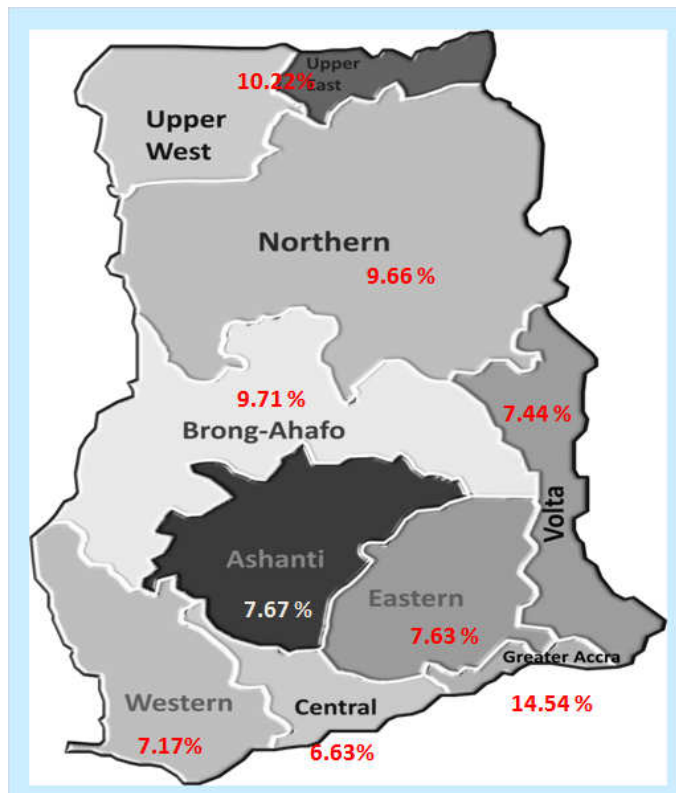 Upper
East
10.22%
Upper
West
Northern
9.66 %
9.71 %
Brong-Ahafo
7.44 %
Volta
Ashanti
7.67 %
Eastern
7.63 %
Greater Accra
14.54 %
Western
7.17%
Central
6.63%